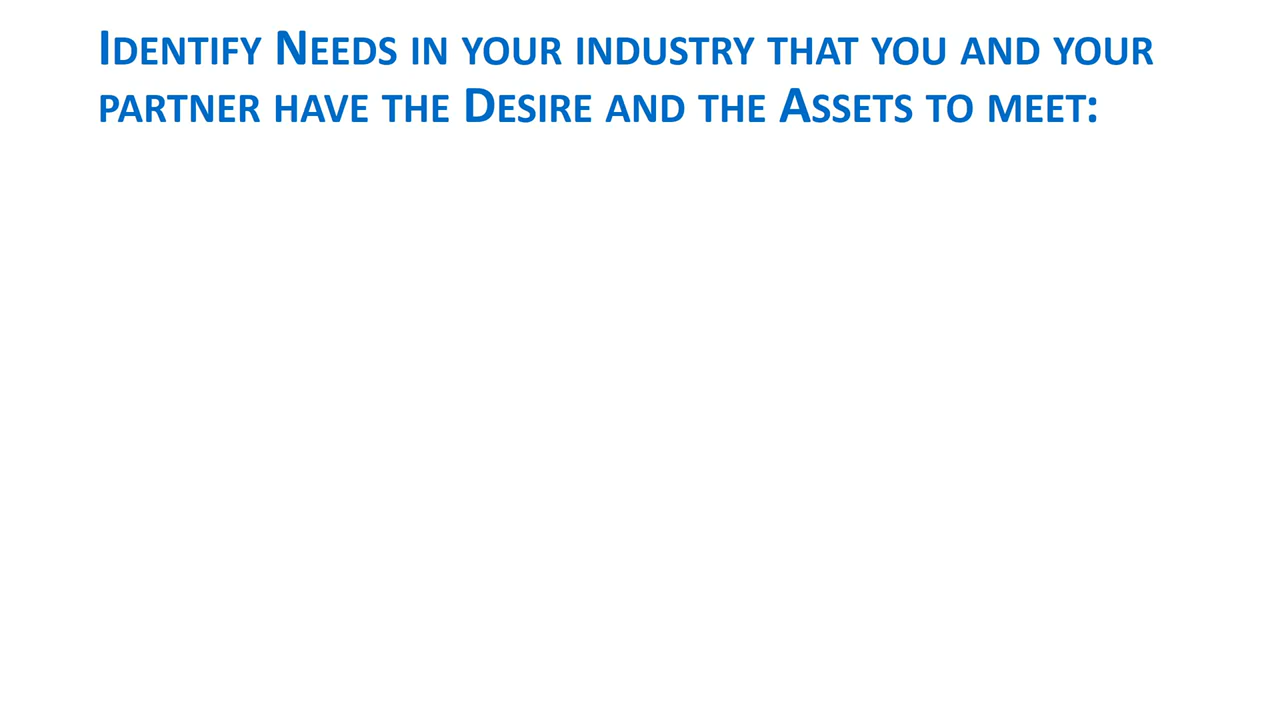 Identify Needs in your industry that you and your
partner have the Desire and the Assets to meet: